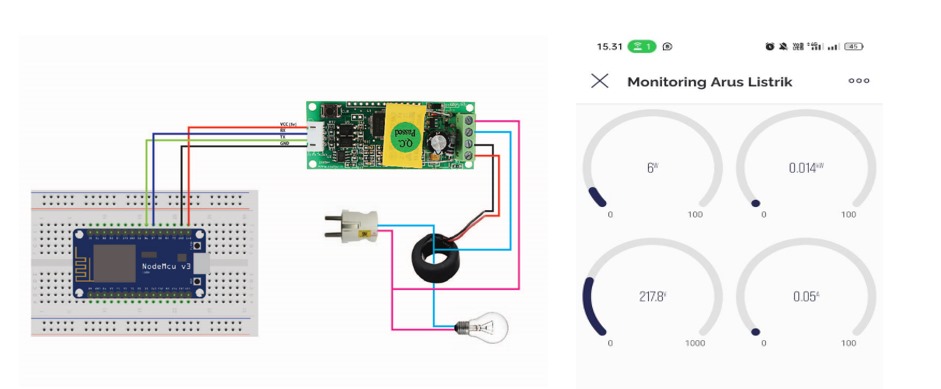 VCC (5v)
RX
TX
GND
Q.C.
Passed
NodeMcu v3
15.31
1
45
Monitoring Arus Listrik
6W
0 100
0.014kW
0 100
217.8V
0 1000
0.05A
0 100